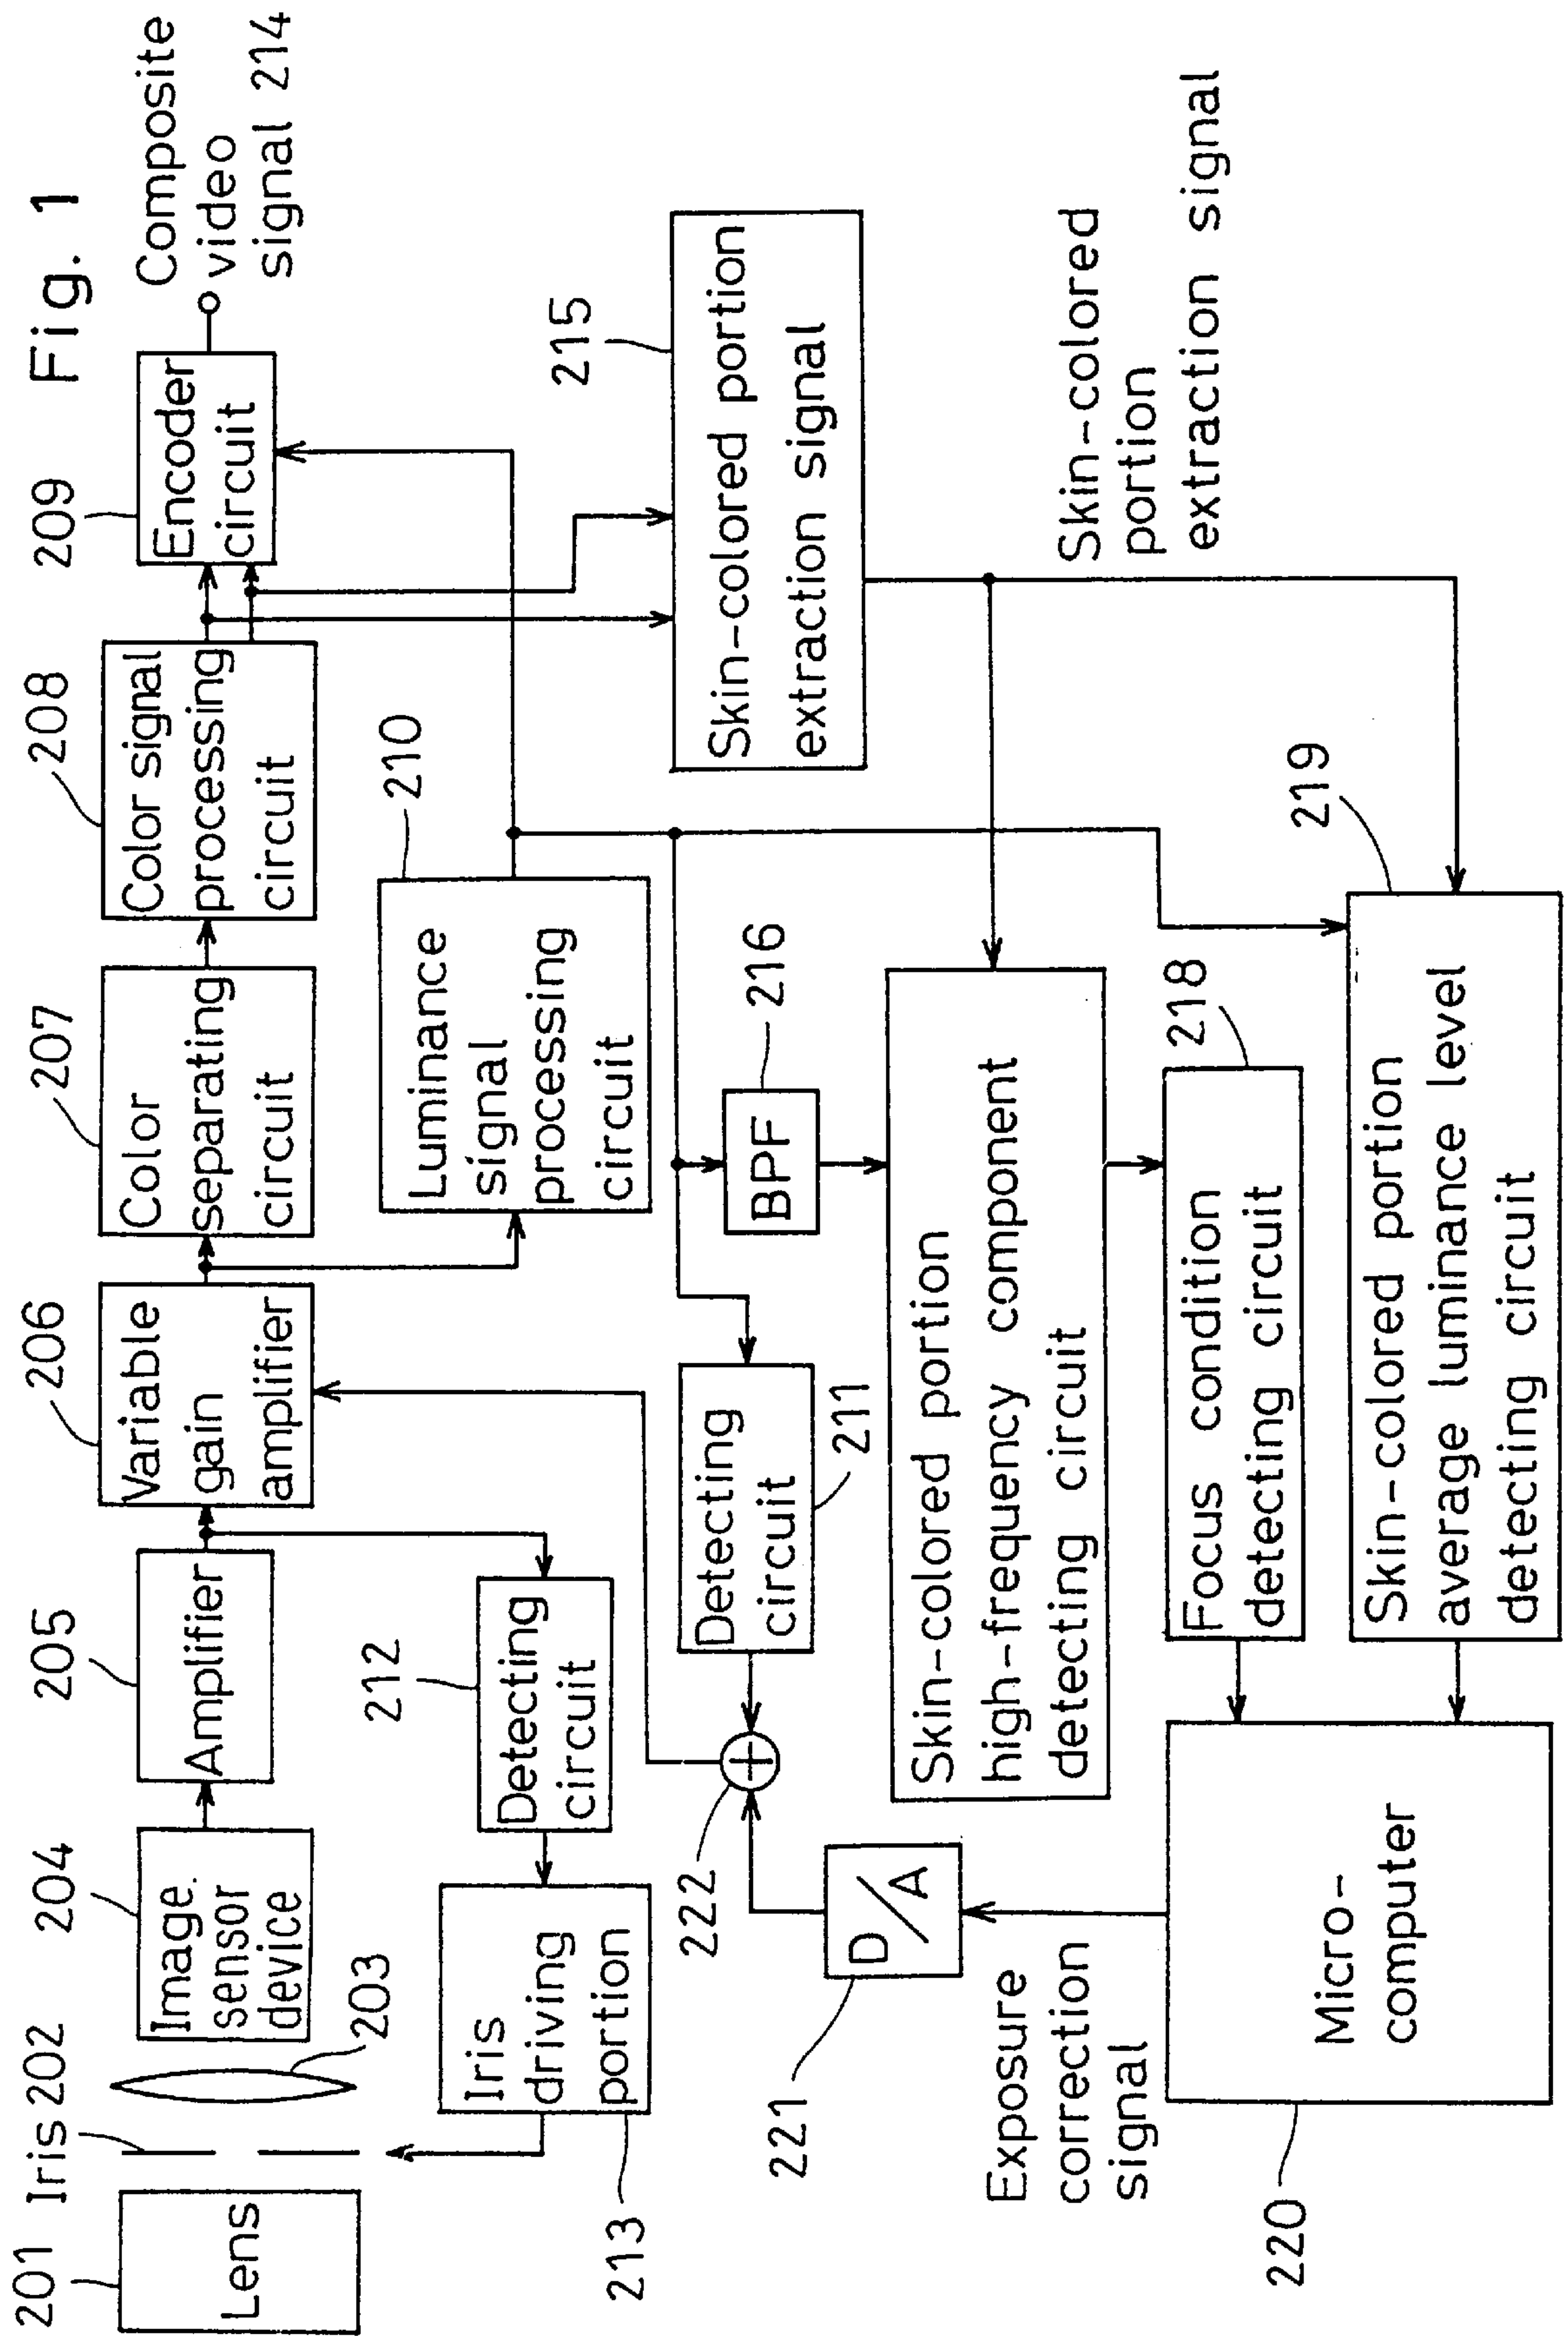 Fig. 1
201
Lens
Iris 202
203
204
Image
sensor
device
205
Amplifier
206
Variable
gain
amplifier
207
Color
separating
circuit
208
Color signal
processing
circuit
209
Encoder
circuit
Composite
video
signal 214
213
Iris
driving
portion
212
Detecting
circuit
210
Luminance
signal
processing
circuit
215
Skin-colored portion
extraction signal
222
Detecting
circuit
211
BPF
216
221
D/A
Skin-colored portion
high-frequency component
detecting circuit
Skin-colored
portion
extraction signal
Exposure
correction
signal
Focus condition
detecting circuit
218
220
Micro-
computer
219
Skin-colored portion
average luminance level
detecting circuit